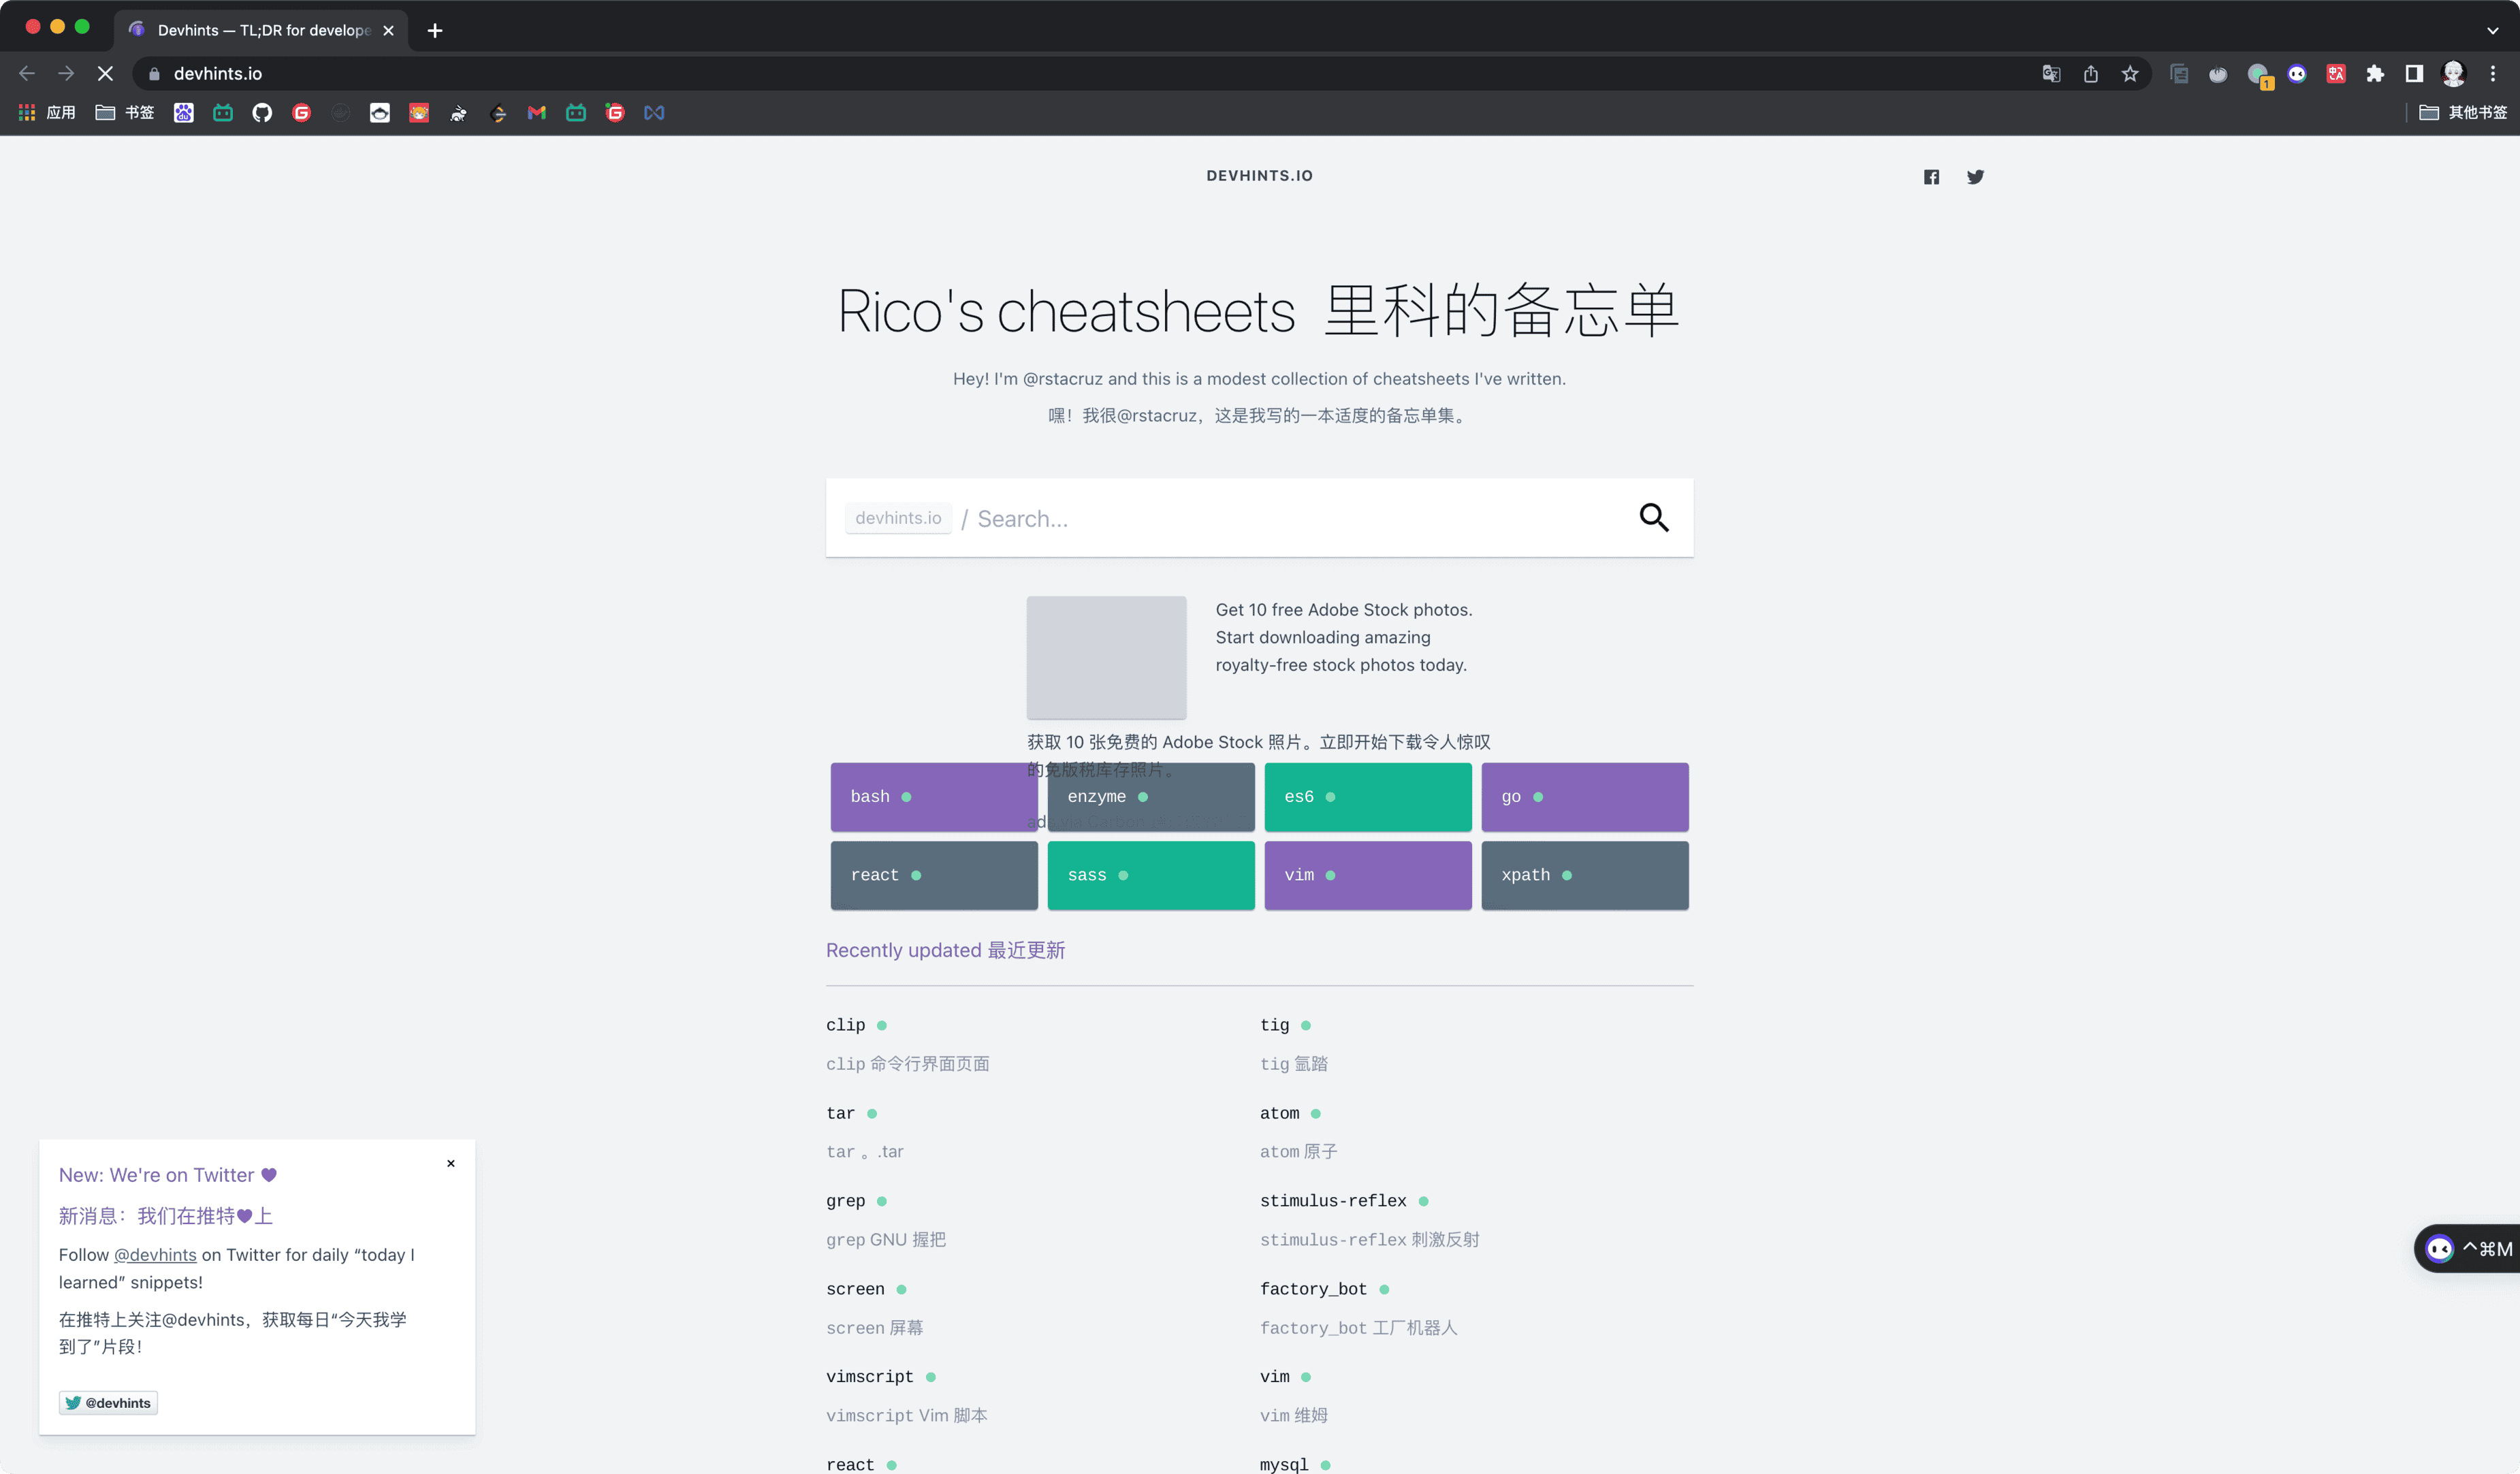 Devhints — TL;DR for develope
devhints.io
应用
书签
1
其他书签
DEVHINTS.IO
Rico's cheatsheets 里科的备忘单
Hey! I'm @rstacruz and this is a modest collection of cheatsheets I've written.
嘿！我很@rstacruz，这是我写的一本适度的备忘单集。
devhints.io / Search...
Get 10 free Adobe Stock photos.
Start downloading amazing
royalty-free stock photos today.
获取 10 张免费的 Adobe Stock 照片。立即开始下载令人惊叹
的免版税库存照片。
bash
enzyme
es6
go
react
sass
vim
xpath
Recently updated 最近更新
clip
tig
clip 命令行界面页面
tig 氩踏
tar
atom
tar 。.tar
atom 原子
grep
stimulus-reflex
grep GNU 握把
stimulus-reflex 刺激反射
screen
factory_bot
screen 屏幕
factory_bot 工厂机器人
vimscript
vim
vimscript Vim 脚本
vim 维姆
react
mysql
New: We're on Twitter
新消息：我们在推特上
Follow @devhints on Twitter for daily “today I
learned” snippets!
在推特上关注@devhints，获取每日“今天我学
到了”片段！
@devhints
^⌘M